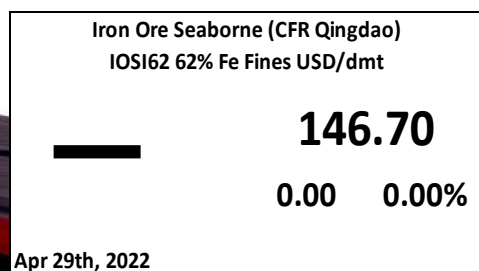 Iron Ore Seaborne (CFR Qingdao)
IOSI62 62% Fe Fines USD/dmt
146.70
0.00 0.00%
Apr 29th, 2022